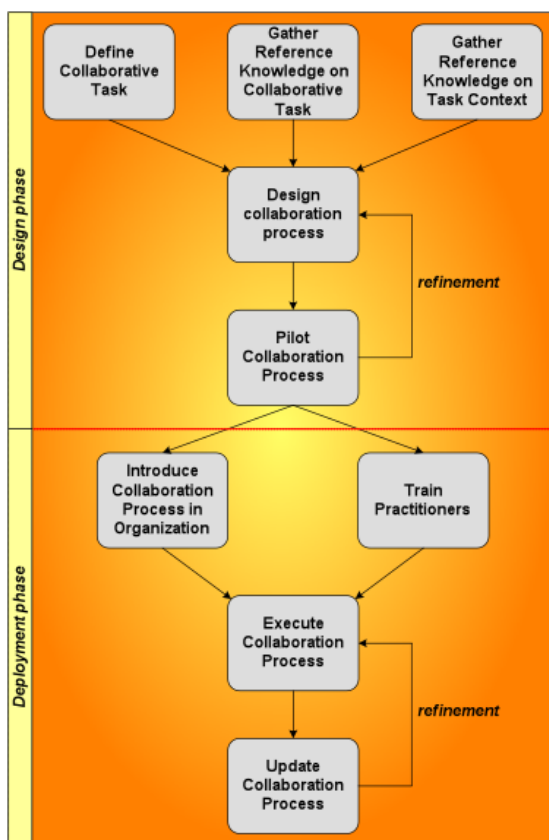 Define
Collaborative
Task
Gather
Reference
Knowledge on
Collaborative
Task
Gather
Reference
Knowledge on
Task Context
Design phase
Design
collaboration
process
refinement
Pilot
Collaboration
Process
Introduce
Collaboration
Process in
Organization
Train
Practitioners
Deployment phase
Execute
Collaboration
Process
refinement
Update
Collaboration
Process